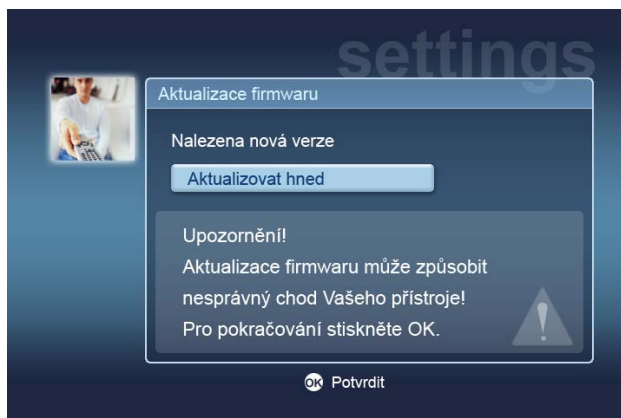 settings
Aktualizace firmwaru
Nalezena nová verze
Aktualizovat hned
Upozornění!
Aktualizace firmwaru může způsobit
nesprávný chod Vašeho přístroje!
Pro pokračování stiskněte OK.
OK Potvrdit